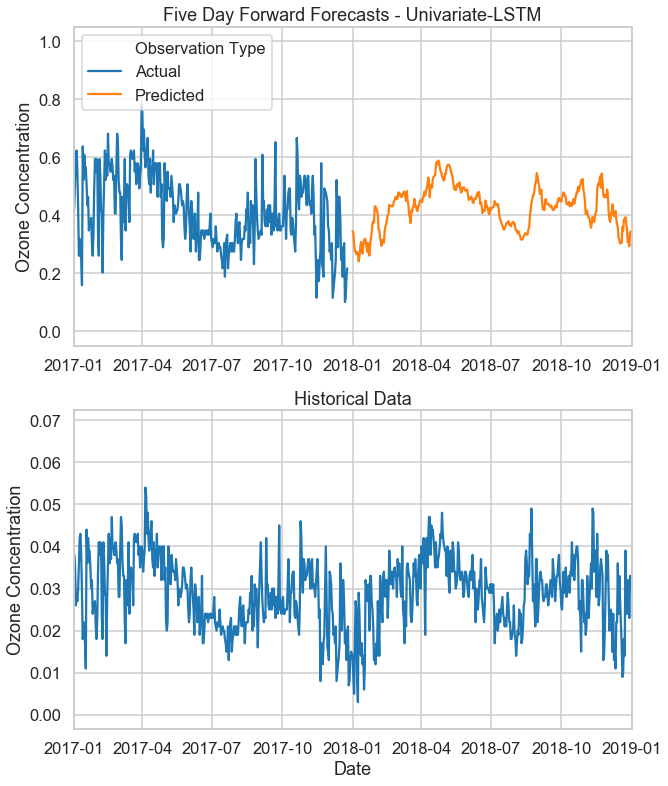 Five Day Forward Forecasts - Univariate-LSTM
Ozone Concentration
1.0
0.8
0.6
0.4
0.2
0.0
Observation Type
Actual
Predicted
2017-01 2017-04 2017-07 2017-10 2018-01 2018-04 2018-07 2018-10 2019-01
Historical Data
Ozone Concentration
0.07
0.06
0.05
0.04
0.03
0.02
0.01
0.00
2017-01 2017-04 2017-07 2017-10 2018-01 2018-04 2018-07 2018-10 2019-01
Date